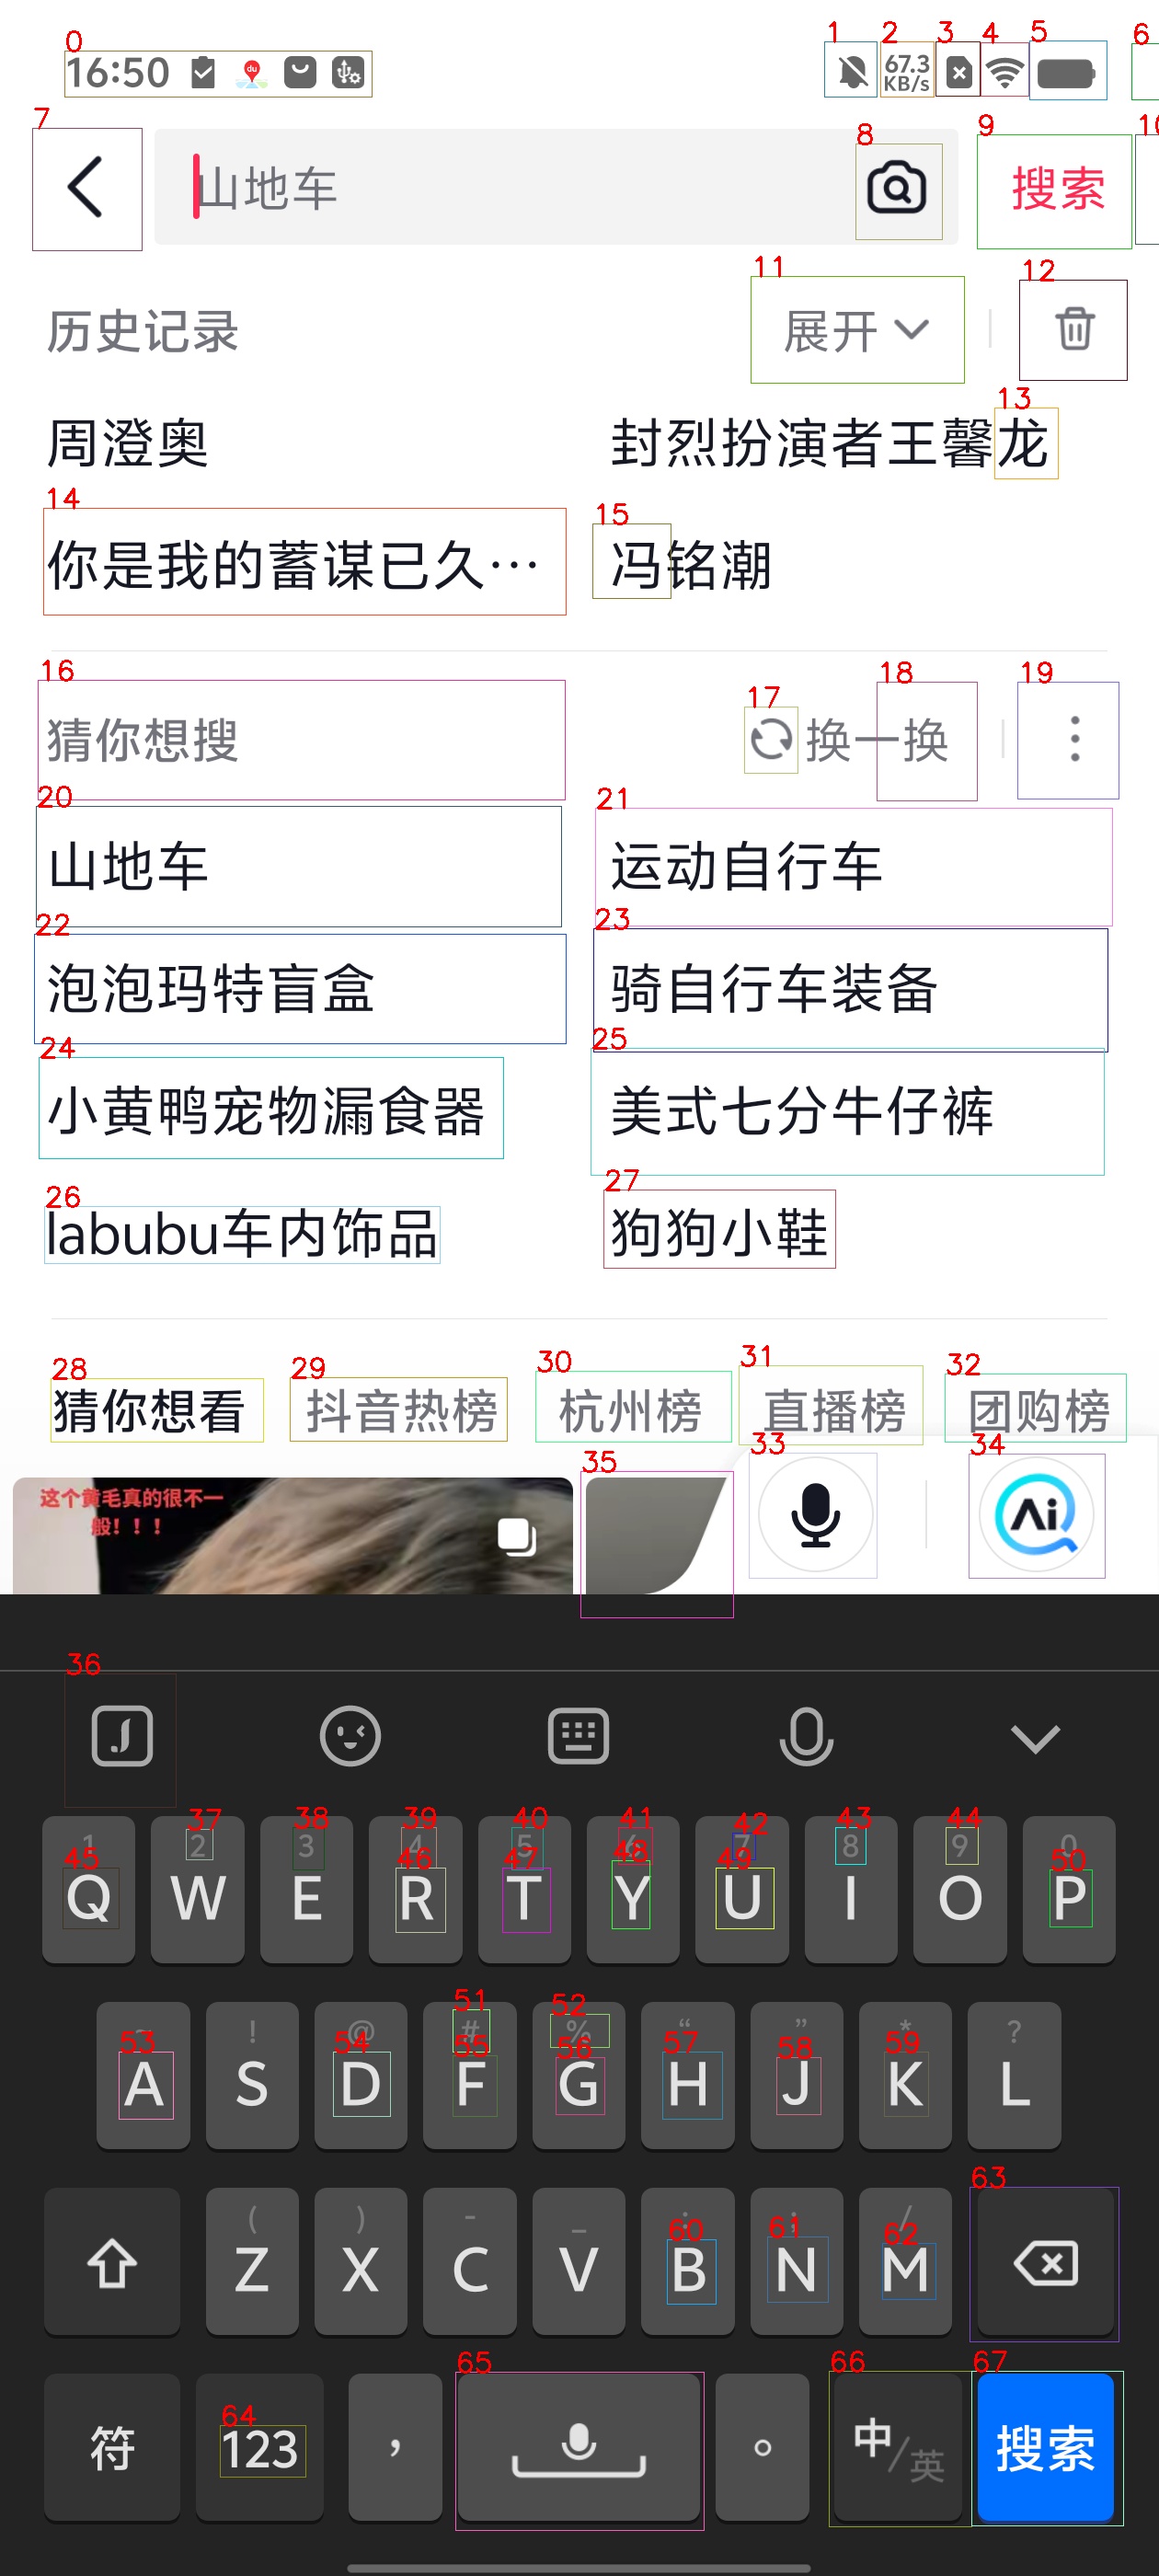 16:50 67.3 KB/s
山地车 搜索
历史记录 展开
周澄奥 封烈扮演者王馨龙
你是我的蓄谋已久… 冯铭潮
猜你想搜 换一换
山地车 运动自行车
泡泡玛特盲盒 骑自行车装备
小黄鸭宠物漏食器 美式七分牛仔裤
labubu车内饰品 狗狗小鞋
猜你想看 抖音热榜 杭州榜 直播榜 团购榜
这个黄毛真的很不一
般！！！
Ai
1 2 3 4 5 6 7 8 9 0
Q W E R T Y U I O P
~ ! @ # % “ ” * ?
A S D F G H J K L
( ) - _ : ; /
Z X C V B N M
符 123 , 。 中/英 搜索